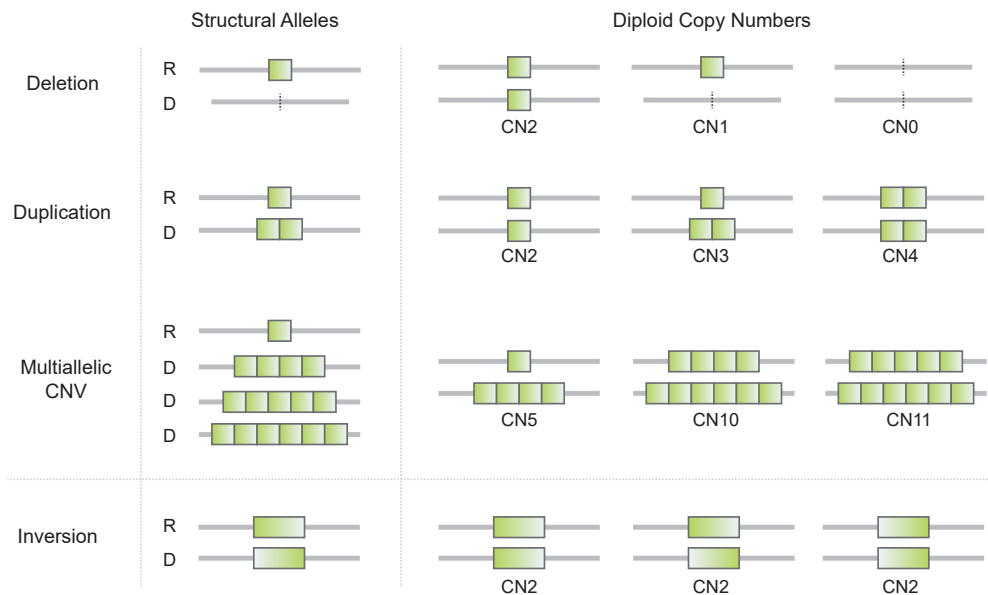 Structural Alleles
Diploid Copy Numbers
Deletion
R
D
CN2
CN1
CN0
Duplication
R
D
CN2
CN3
CN4
Multiallelic
CNV
R
D
D
D
CN5
CN10
CN11
Inversion
R
D
CN2
CN2
CN2